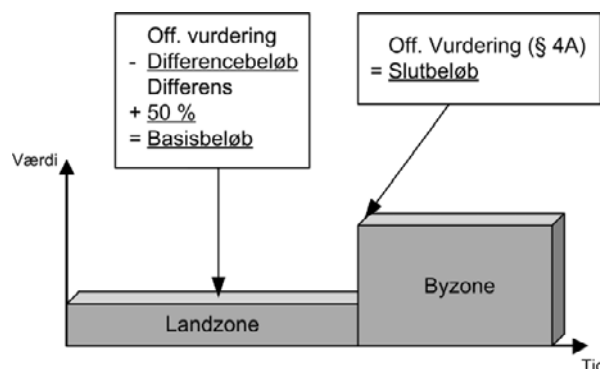 Off. vurdering
- Differencebeløb
Differens
+ 50 %
= Basisbeløb
Off. Vurdering (§ 4A)
= Slutbeløb
Værdi
Byzone
Landzone